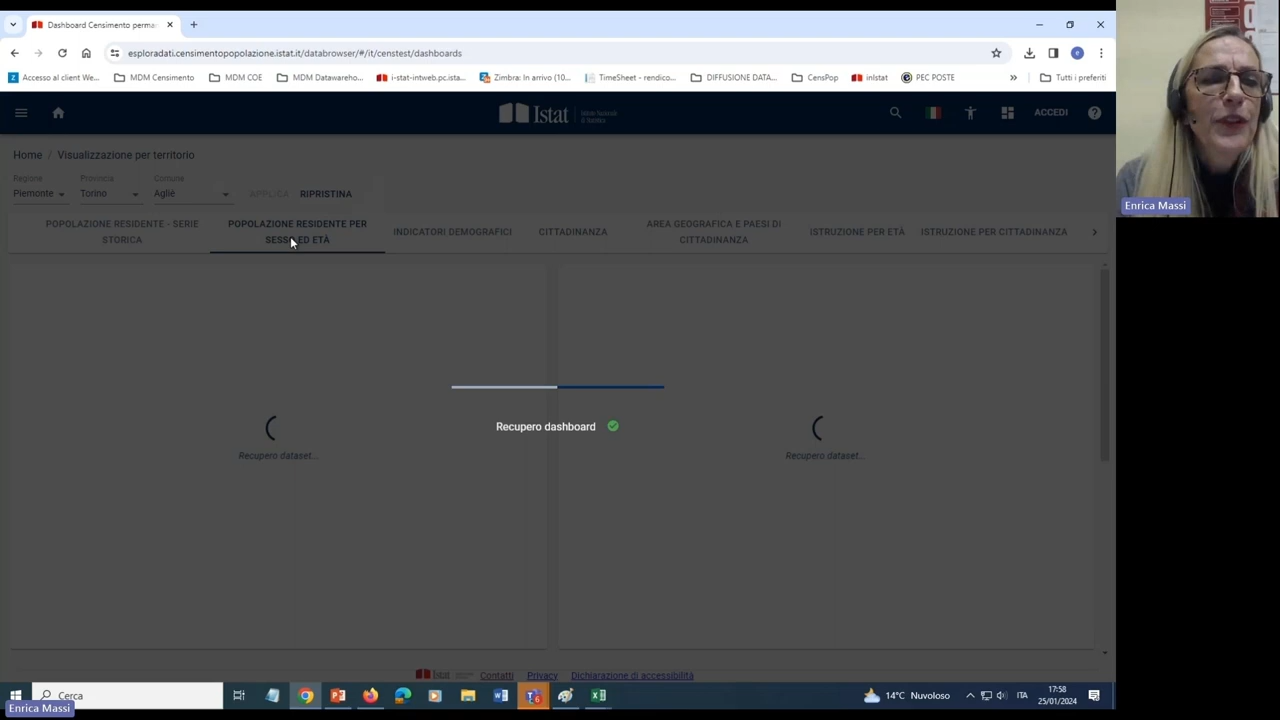 Dashboard Censimento perma
esploradati.censimentopopolazione.istat.it/databrowser/#/it/censtest/dashboards
Accesso al client We... MDM Censimento MDM COE MDM Datawareho... i-stat-intweb.pc.ista... Zimbra: In arrivo (10... TimeSheet - rendico... DIFFUSIONE DATA... CensPop inIstat PEC POSTE » Tutti i preferiti
Istat ACCEDI
Home / Visualizzazione per territorio
Regione Provincia Comune
Piemonte Torino Agliè APPLICA RIPRISTINA
POPOLAZIONE RESIDENTE - SERIE
STORICA
POPOLAZIONE RESIDENTE PER
SESSO ED ETÀ
INDICATORI DEMOGRAFICI
CITTADINANZA
AREA GEOGRAFICA E PAESI DI
CITTADINANZA
ISTRUZIONE PER ETÀ
ISTRUZIONE PER CITTADINANZA
Recupero dashboard
Recupero dataset...
Recupero dataset...
Istat Contatti Privacy Dichiarazione di accessibilità
Cerca
14°C Nuvoloso ITA 17:58
25/01/2024
Enrica Massi
Enrica Massi